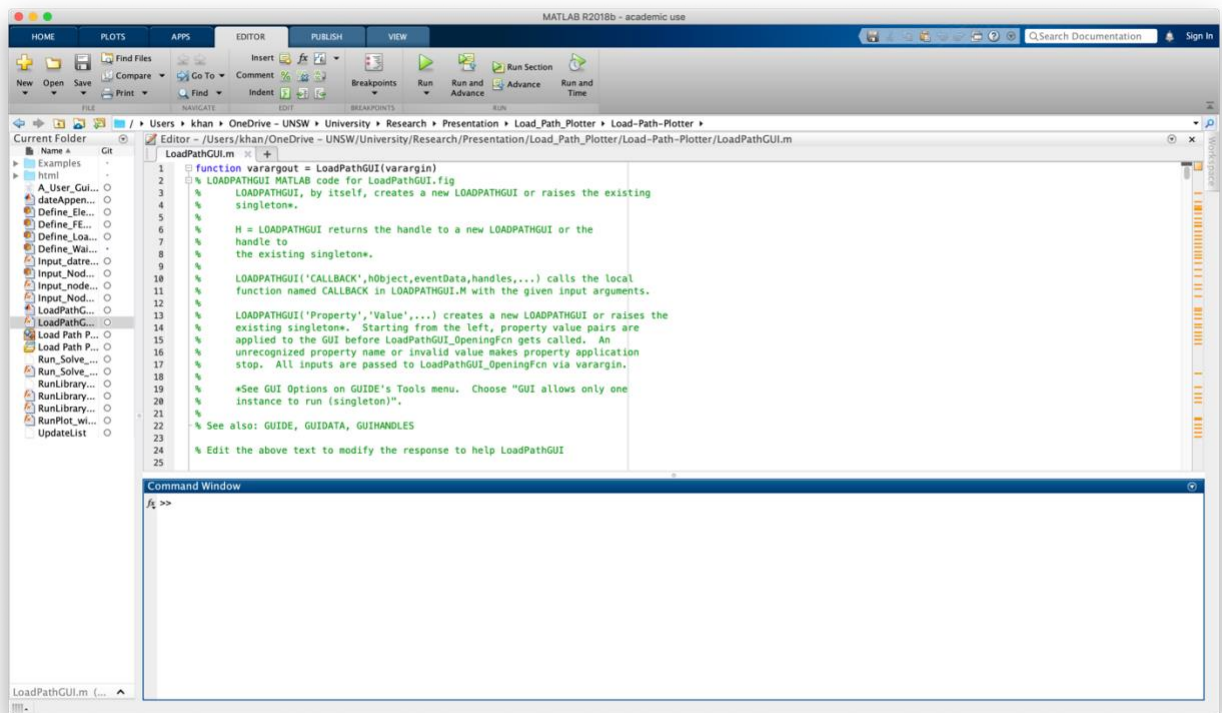 MATLAB R2018b - academic use
HOME PLOTS APPS EDITOR PUBLISH VIEW
Search Documentation
Sign In
New Open Save
Find Files
Compare
Print
FILE
Go To
Find
NAVIGATE
Insert fx
Comment
Indent
EDIT
Breakpoints
BREAKPOINTS
Run
Run and Advance
Run Section
Advance
Run and Time
RUN
/ Users khan OneDrive - UNSW University Research Presentation Load_Path_Plotter Load-Path-Plotter
Current Folder
Name Git
Examples
html
A_User_Gui...
dateAppen...
Define_Ele...
Define_FE...
Define_Loa...
Define_Wai...
Input_datre...
Input_Nod...
Input_node...
Input_Nod...
LoadPathG...
LoadPathG...
Load Path P...
Load Path P...
Run_Solve_...
Run_Solve_...
RunLibrary...
RunLibrary...
RunLibrary...
RunPlot_wi...
UpdateList
LoadPathGUI.m (...
Editor - /Users/khan/OneDrive - UNSW/University/Research/Presentation/Load_Path_Plotter/Load-Path-Plotter/LoadPathGUI.m
LoadPathGUI.m × +
1 function varargout = LoadPathGUI(varargin)
2 % LOADPATHGUI MATLAB code for LoadPathGUI.fig
3 % LOADPATHGUI, by itself, creates a new LOADPATHGUI or raises the existing
4 % singleton*.
5 %
6 % H = LOADPATHGUI returns the handle to a new LOADPATHGUI or the
7 % handle to
8 % the existing singleton*.
9 %
10 % LOADPATHGUI('CALLBACK',hObject,eventData,handles,...) calls the local
11 % function named CALLBACK in LOADPATHGUI.M with the given input arguments.
12 %
13 % LOADPATHGUI('Property','Value',...) creates a new LOADPATHGUI or raises the
14 % existing singleton*. Starting from the left, property value pairs are
15 % applied to the GUI before LoadPathGUI_OpeningFcn gets called. An
16 % unrecognized property name or invalid value makes property application
17 % stop. All inputs are passed to LoadPathGUI_OpeningFcn via varargin.
18 %
19 % *See GUI Options on GUIDE's Tools menu. Choose "GUI allows only one
20 % instance to run (singleton)".
21 %
22 % See also: GUIDE, GUIDATA, GUIHANDLES
23
24 % Edit the above text to modify the response to help LoadPathGUI
25
Command Window
fx >>
Workspace